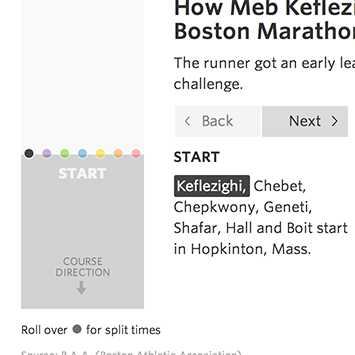 How Meb Keflezi
Boston Maratho
The runner got an early lea
challenge.
Back
Next
START
START
Keflezighi, Chebet,
Chepkwony, Geneti,
Shafar, Hall and Boit start
in Hopkinton, Mass.
COURSE
DIRECTION
Roll over for split times
Source: B.A.A. (Boston Athletic Association)